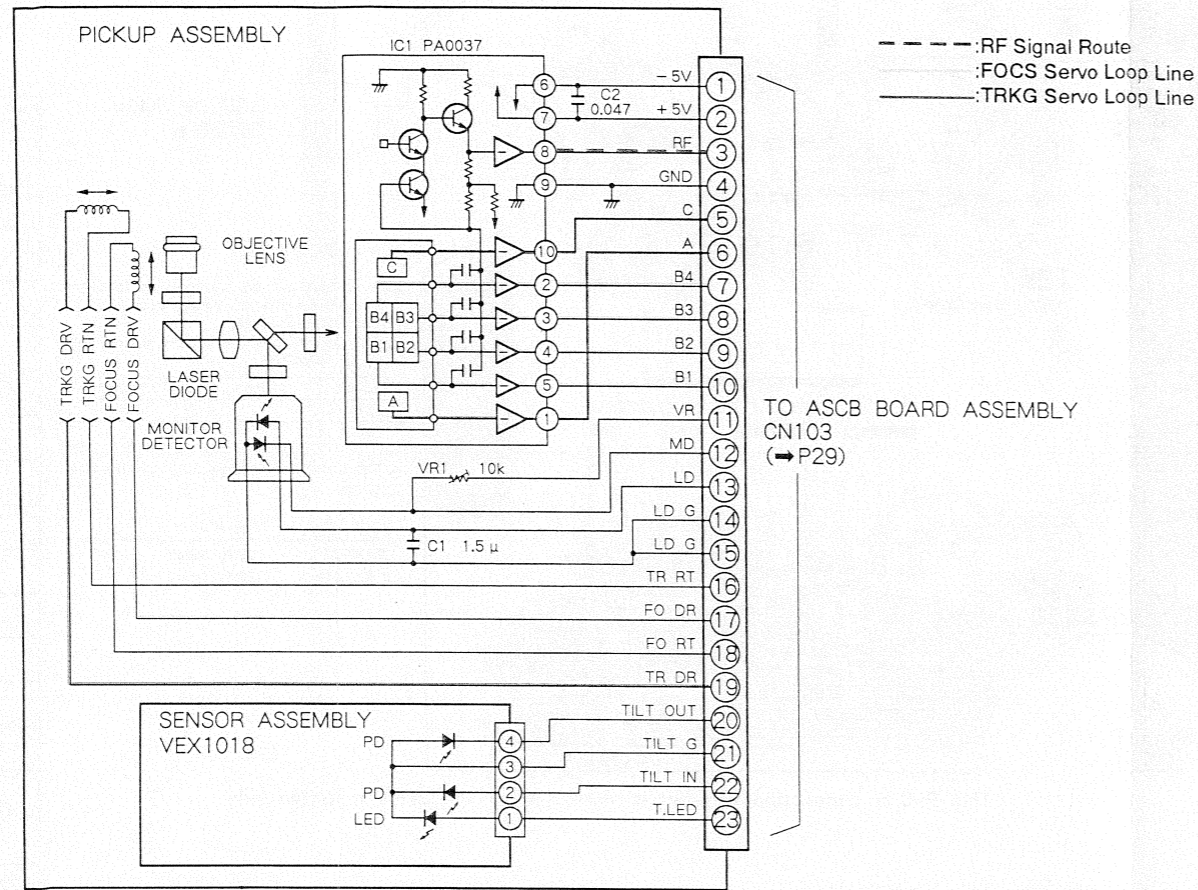 PICKUP ASSEMBLY
IC1 PA0037
- - - - :RF Signal Route
:FOCS Servo Loop Line
:TRKG Servo Loop Line
6
7
8
9
10
2
3
4
5
1
C2
0.047
C
B4 B3
B1 B2
A
OBJECTIVE
LENS
LASER
DIODE
MONITOR
DETECTOR
TRKG DRV
TRKG RTN
FOCUS RTN
FOCUS DRV
VR1 10k
C1 1.5 μ
-5V 1
+5V 2
RF 3
GND 4
C 5
A 6
B4 7
B3 8
B2 9
B1 10
VR 11
MD 12
LD 13
LD G 14
LD G 15
TR RT 16
FO DR 17
FO RT 18
TR DR 19
TILT OUT 20
TILT G 21
TILT IN 22
T.LED 23
TO ASCB BOARD ASSEMBLY
CN103
(➡P29)
SENSOR ASSEMBLY
VEX1018
PD 4
3
PD 2
LED 1